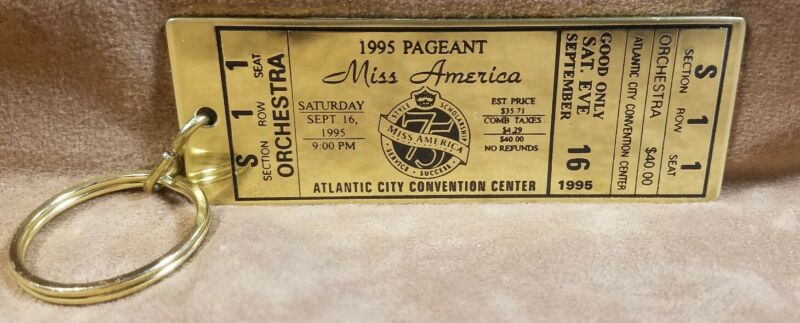 S 1 1
SECTION ROW SEAT
ORCHESTRA
1995 PAGEANT
Miss America
SATURDAY
SEPT. 16,
1995
9:00 PM
STYLE SCHOLARSHIP
75
MISS AMERICA
SERVICE SUCCESS
EST. PRICE
$35.71
COMB TAXES
$4.29
$40.00
NO REFUNDS
ATLANTIC CITY CONVENTION CENTER
GOOD ONLY
SAT. EVE
SEPTEMBER
16
1995
ATLANTIC CITY CONVENTION CENTER
ORCHESTRA $40.00
SECTION ROW SEAT
S 1 1